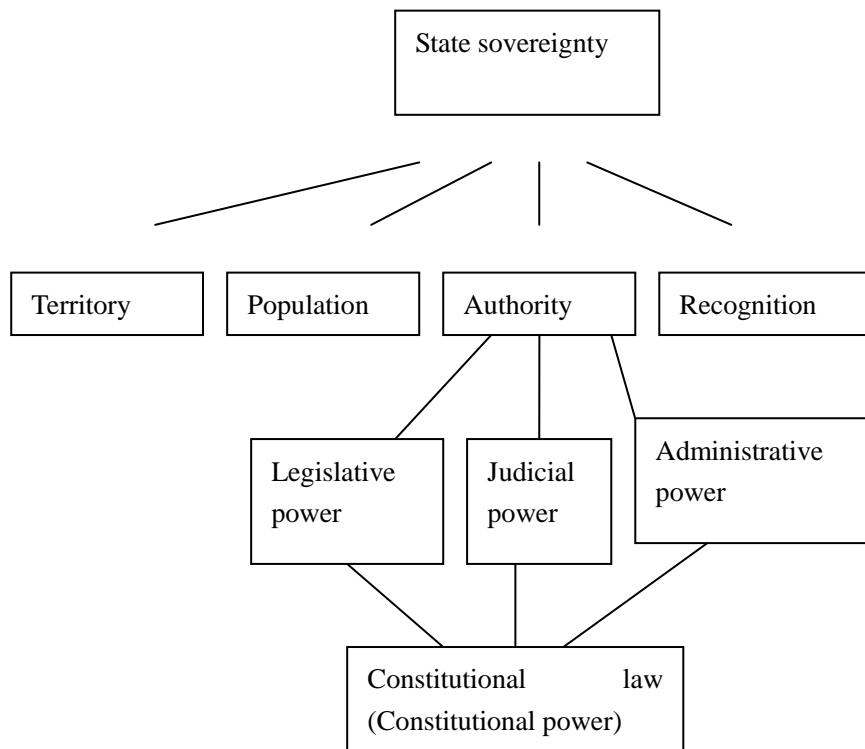 State sovereignty
Territory
Population
Authority
Recognition
Legislative
power
Judicial
power
Administrative
power
Constitutional law
(Constitutional power)